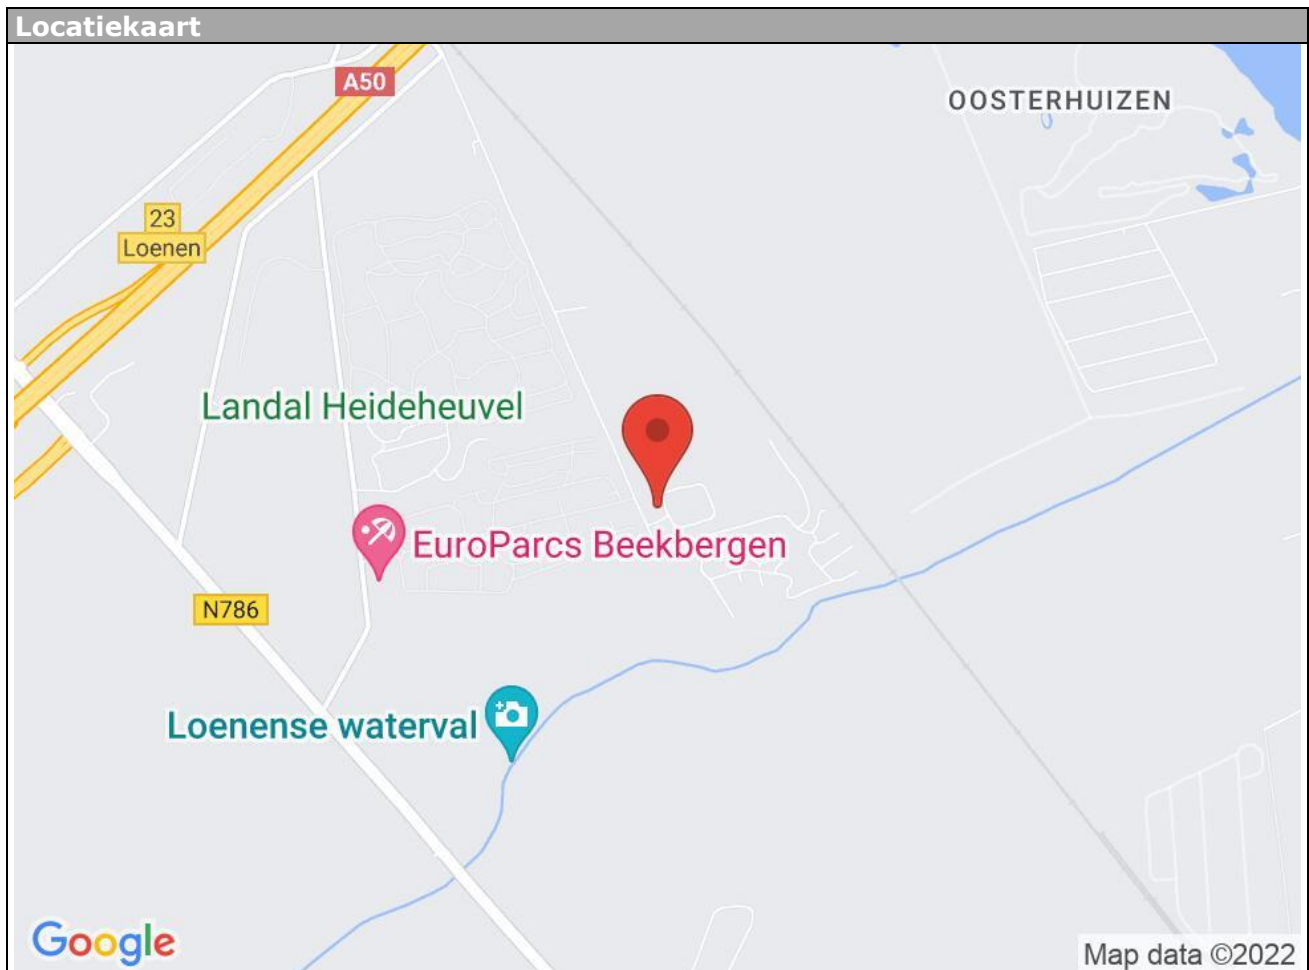 Locatiekaart
A50
OOSTERHUIZEN
23
Loenen
Landal Heideheuvel
EuroParcs Beekbergen
N786
Loenense waterval
Google
Map data ©2022